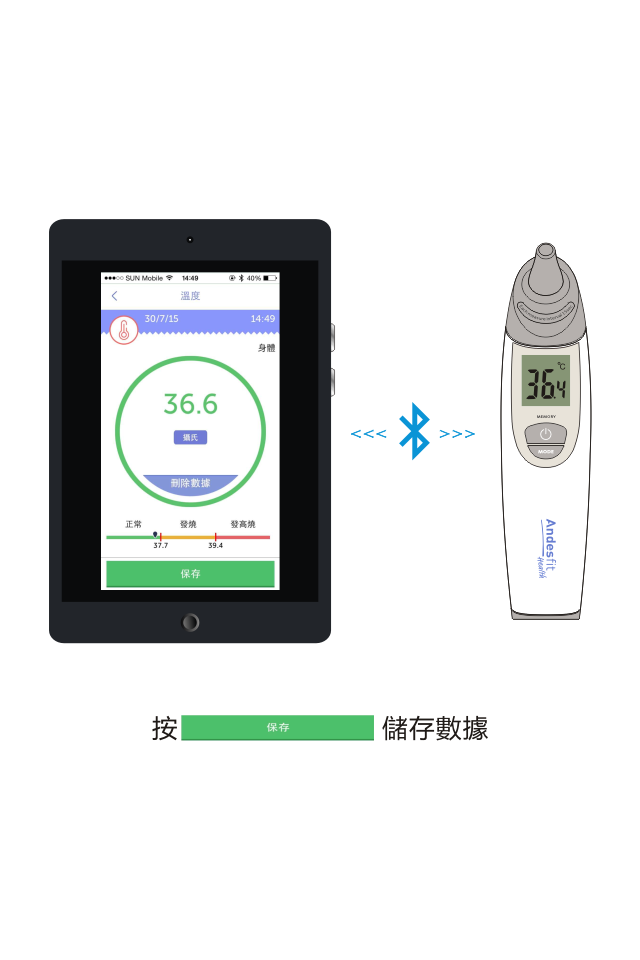 SUN Mobile 14:49 40%
溫度
30/7/15 14:49
身體
36.6
攝氏
刪除數據
正常 發燒 發高燒
37.7 39.4
保存
<<< >>>
°C
36.4
MEMORY
MODE
Andesfit
Health
按 保存 儲存數據